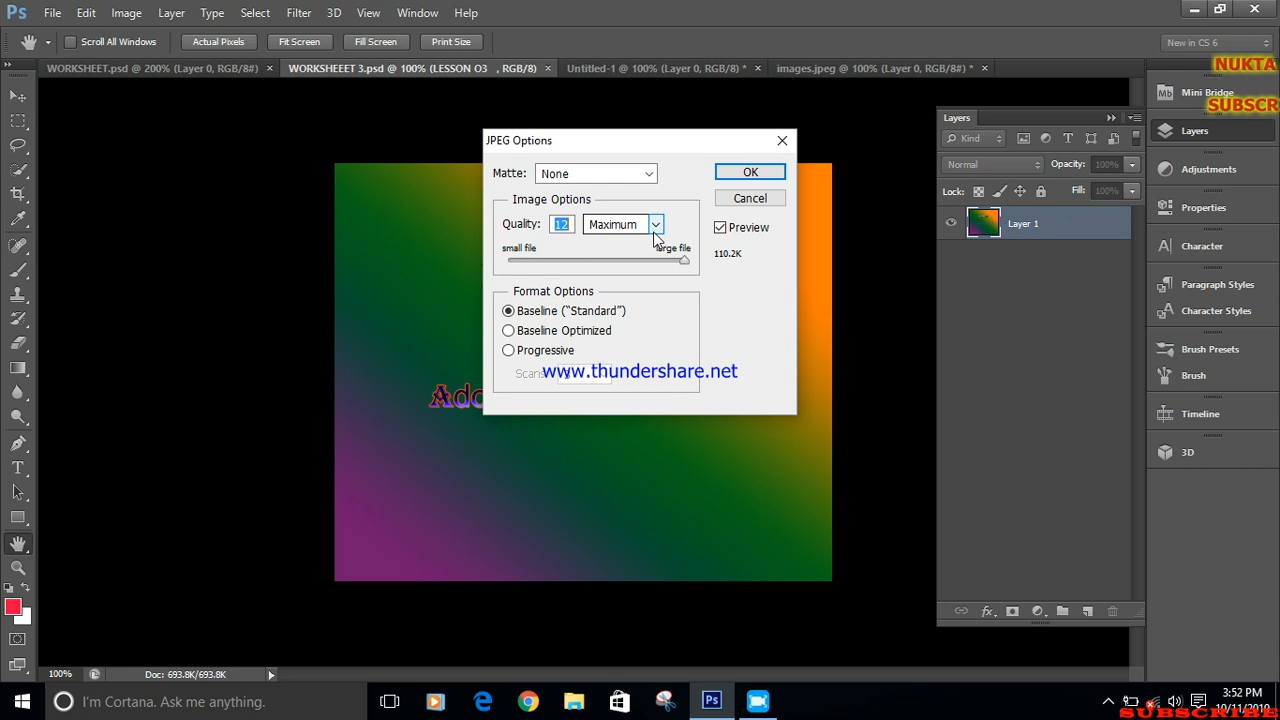 Ps File Edit Image Layer Type Select Filter 3D View Window Help
Scroll All Windows Actual Pixels Fit Screen Fill Screen Print Size New in CS 6
WORKSHEET.psd @ 200% (Layer 0, RGB/8#) × WORKSHEEET 3.psd @ 100% (LESSON O3 , RGB/8) × Untitled-1 @ 100% (Layer 0, RGB/8) * × images.jpeg @ 100% (Layer 0, RGB/8#) * ×
NUKTA
SUBSCR
Mb Mini Bridge
Layers
Adjustments
Properties
Character
Paragraph Styles
Character Styles
Brush Presets
Brush
Timeline
3D
Layers
Kind
Normal Opacity: 100%
Lock: Fill: 100%
Layer 1
JPEG Options
Matte: None OK
Image Options Cancel
Quality: 12 Maximum Preview
small file large file 110.2K
Format Options
Baseline ("Standard")
Baseline Optimized
Progressive
Scans:
www.thundershare.net
100% Doc: 693.8K/693.8K
I'm Cortana. Ask me anything.
Ps
3:52 PM
SUBSCRIBE